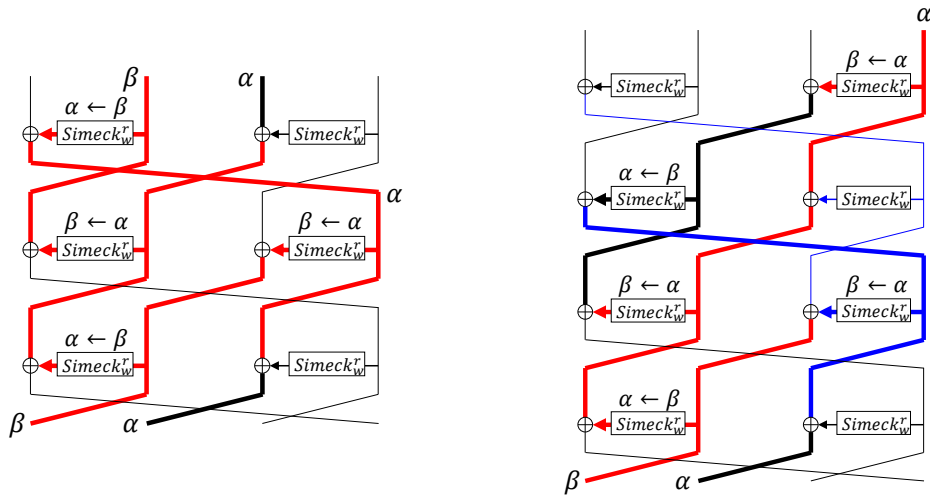 β α
α ← β
Simeck_w^r Simeck_w^r
α
β ← α β ← α
Simeck_w^r Simeck_w^r
α ← β
Simeck_w^r Simeck_w^r
β α
α
β ← α
Simeck_w^r Simeck_w^r
α ← β
Simeck_w^r Simeck_w^r
β ← α β ← α
Simeck_w^r Simeck_w^r
α ← β
Simeck_w^r Simeck_w^r
β α